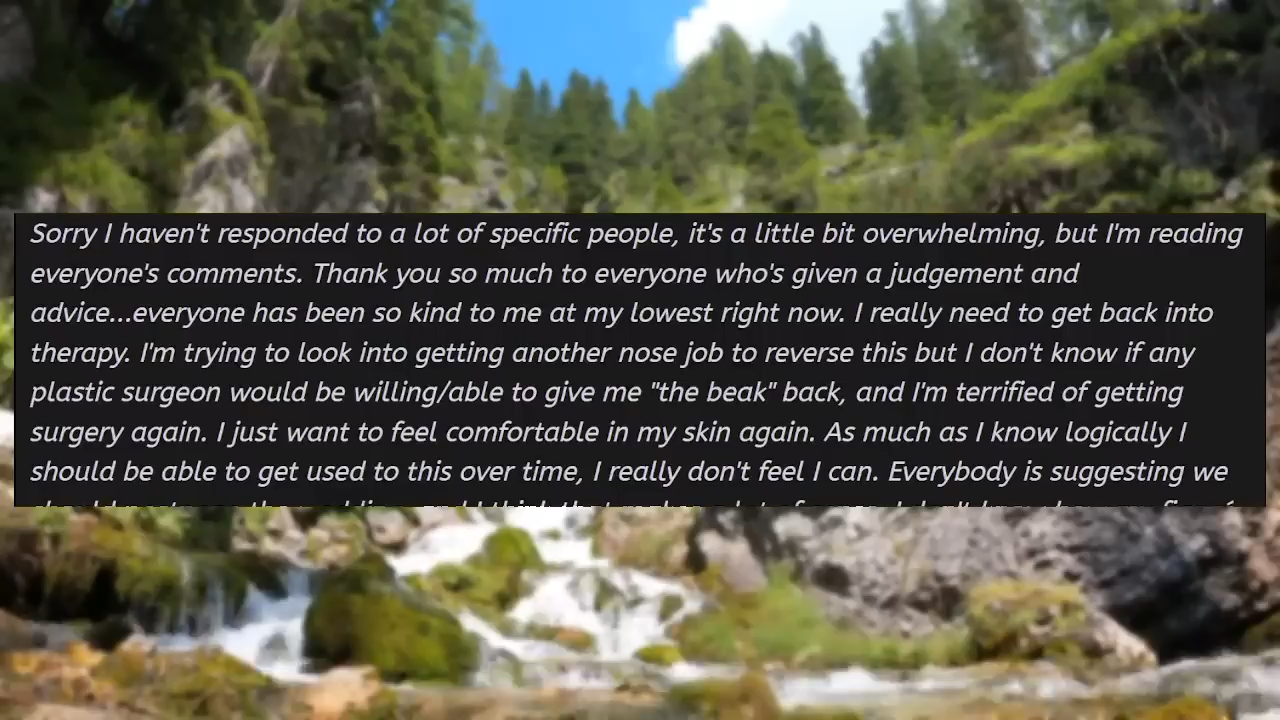 Sorry I haven't responded to a lot of specific people, it's a little bit overwhelming, but I'm reading
everyone's comments. Thank you so much to everyone who's given a judgement and
advice...everyone has been so kind to me at my lowest right now. I really need to get back into
therapy. I'm trying to look into getting another nose job to reverse this but I don't know if any
plastic surgeon would be willing/able to give me "the beak" back, and I'm terrified of getting
surgery again. I just want to feel comfortable in my skin again. As much as I know logically I
should be able to get used to this over time, I really don't feel I can. Everybody is suggesting we